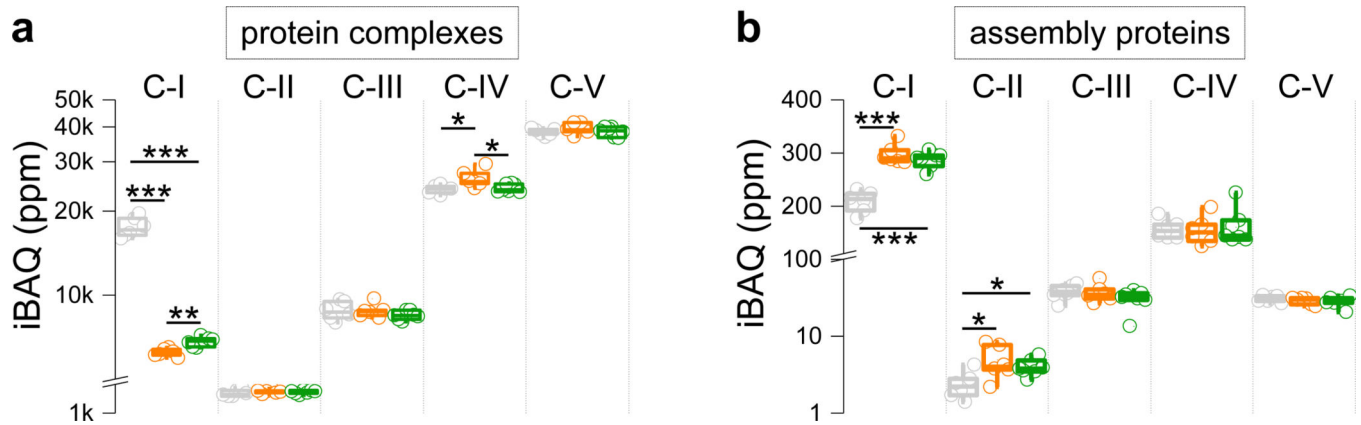 a
protein complexes
C-I C-II C-III C-IV C-V
iBAQ (ppm)
50k
40k
30k
20k
10k
1k
***
***
**
*
*
b
assembly proteins
C-I C-II C-III C-IV C-V
iBAQ (ppm)
400
300
200
100
10
1
***
***
*
*